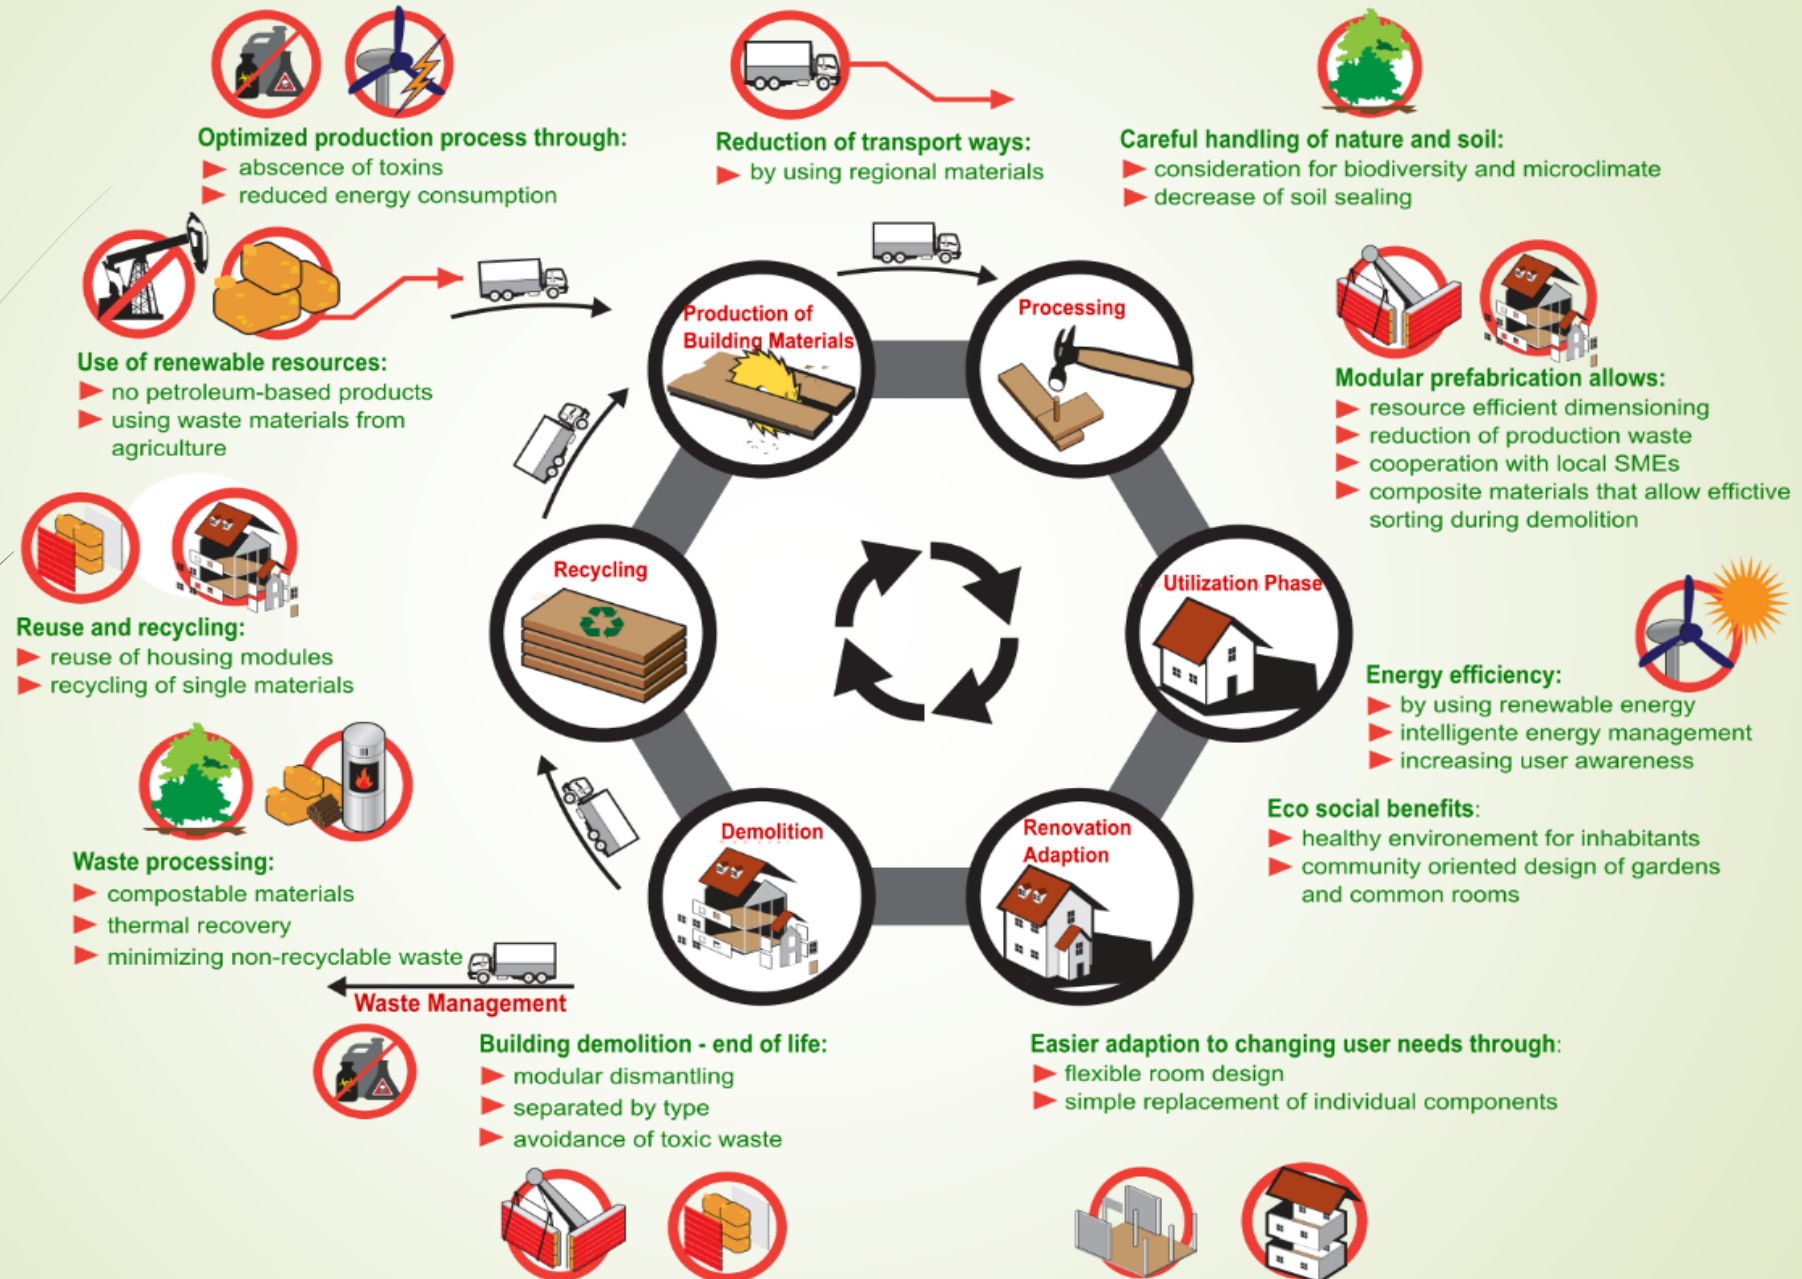 Optimized production process through:
abscence of toxins
reduced energy consumption
Reduction of transport ways:
by using regional materials
Careful handling of nature and soil:
consideration for biodiversity and microclimate
decrease of soil sealing
Use of renewable resources:
no petroleum-based products
using waste materials from
agriculture
Production of
Building Materials
Processing
Modular prefabrication allows:
resource efficient dimensioning
reduction of production waste
cooperation with local SMEs
composite materials that allow effictive
sorting during demolition
Reuse and recycling:
reuse of housing modules
recycling of single materials
Recycling
Utilization Phase
Energy efficiency:
by using renewable energy
intelligente energy management
increasing user awareness
Waste processing:
compostable materials
thermal recovery
minimizing non-recyclable waste
Waste Management
Demolition
Renovation
Adaption
Eco social benefits:
healthy environement for inhabitants
community oriented design of gardens
and common rooms
Building demolition - end of life:
modular dismantling
separated by type
avoidance of toxic waste
Easier adaption to changing user needs through:
flexible room design
simple replacement of individual components